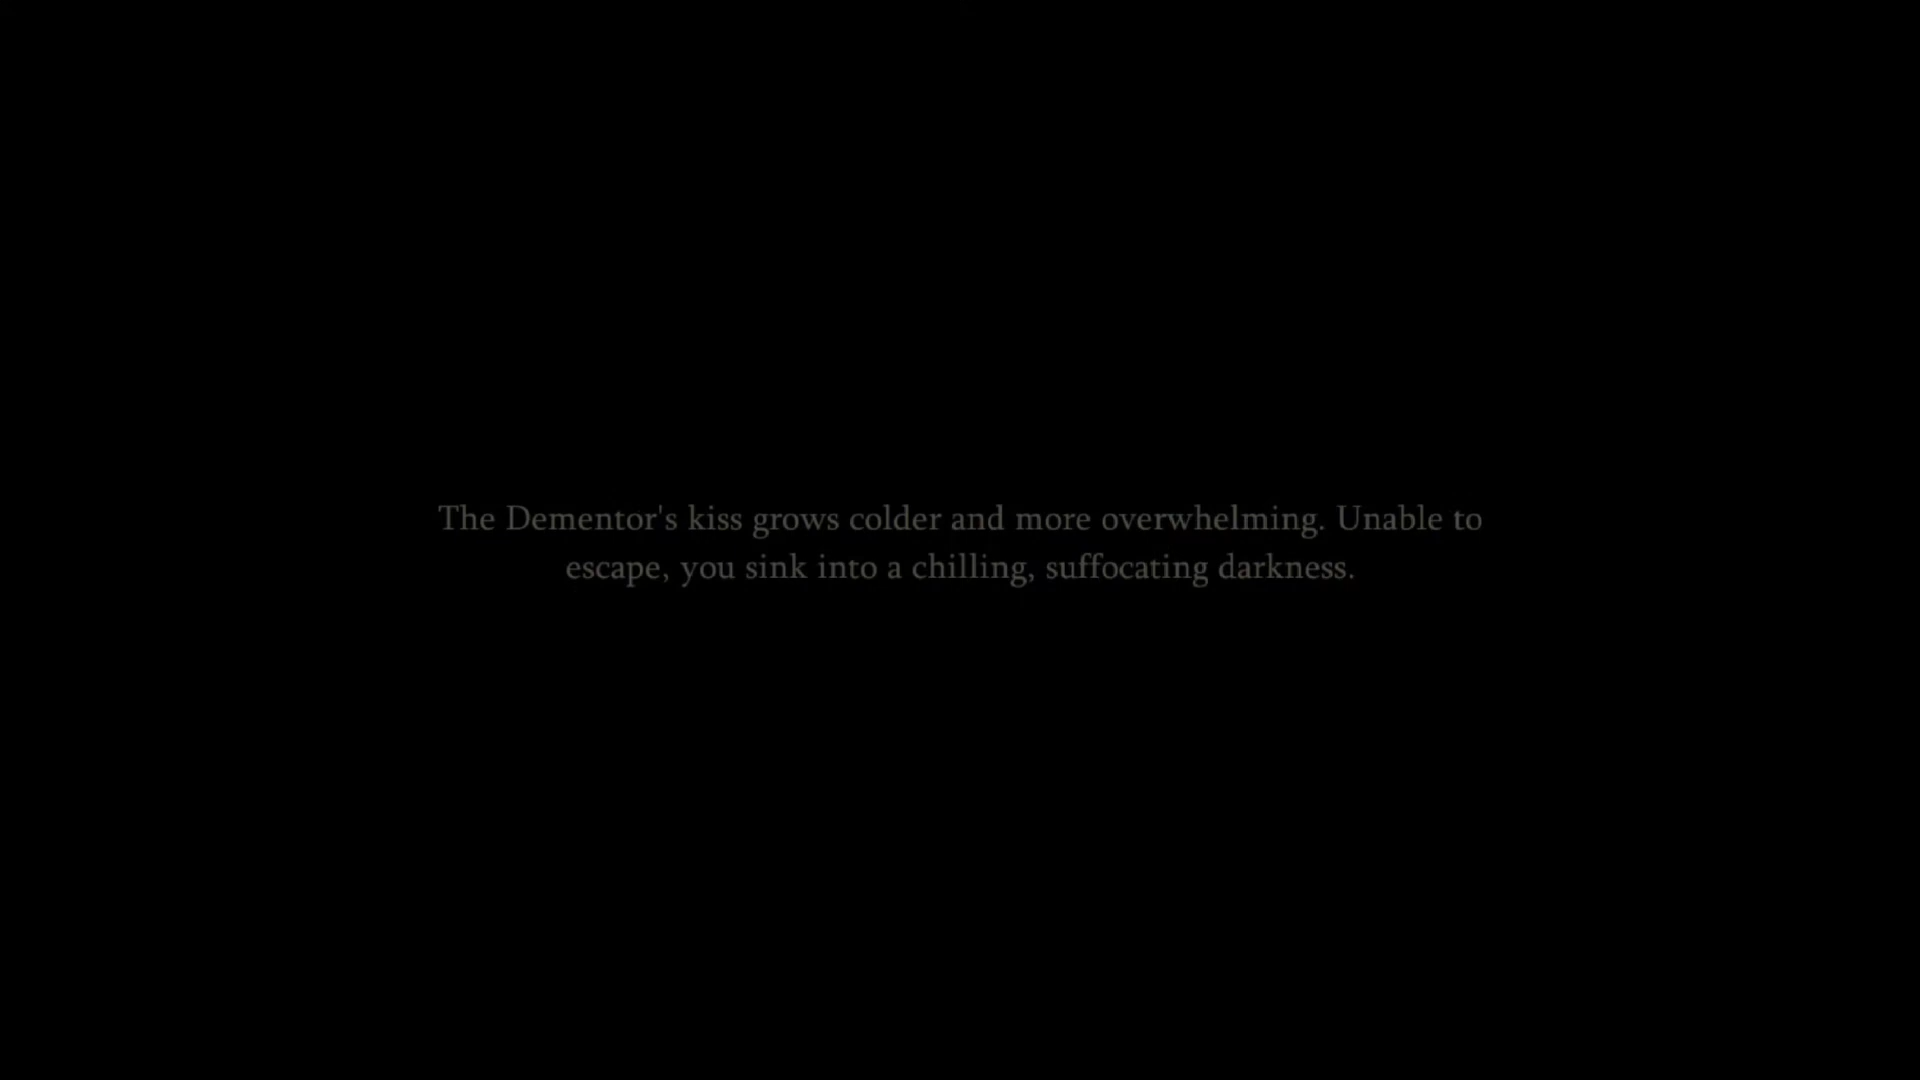 The Dementor's kiss grows colder and more overwhelming. Unable to
escape, you sink into a chilling, suffocating darkness.